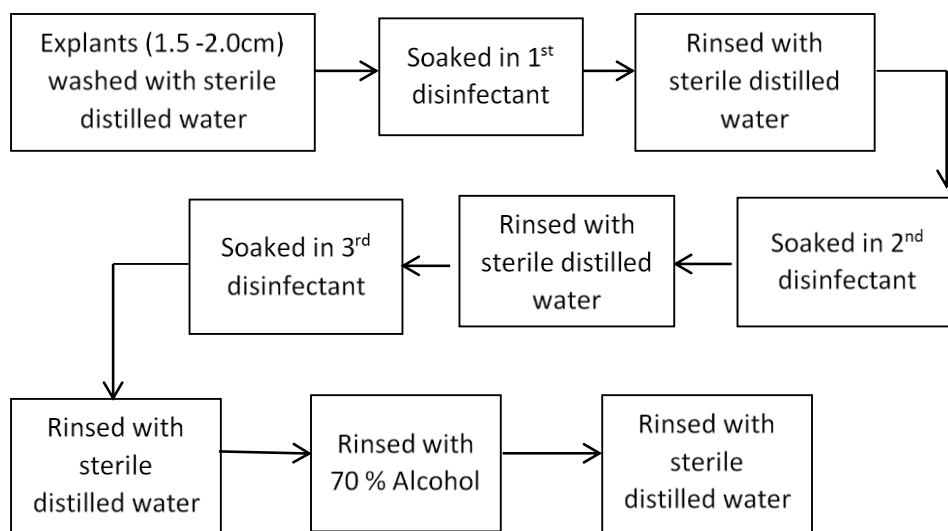 Explants (1.5 -2.0cm)
washed with sterile
distilled water
Soaked in 1st
disinfectant
Rinsed with
sterile distilled
water
Soaked in 2nd
disinfectant
Rinsed with
sterile distilled
water
Soaked in 3rd
disinfectant
Rinsed with
sterile
distilled water
Rinsed with
70 % Alcohol
Rinsed with
sterile
distilled water